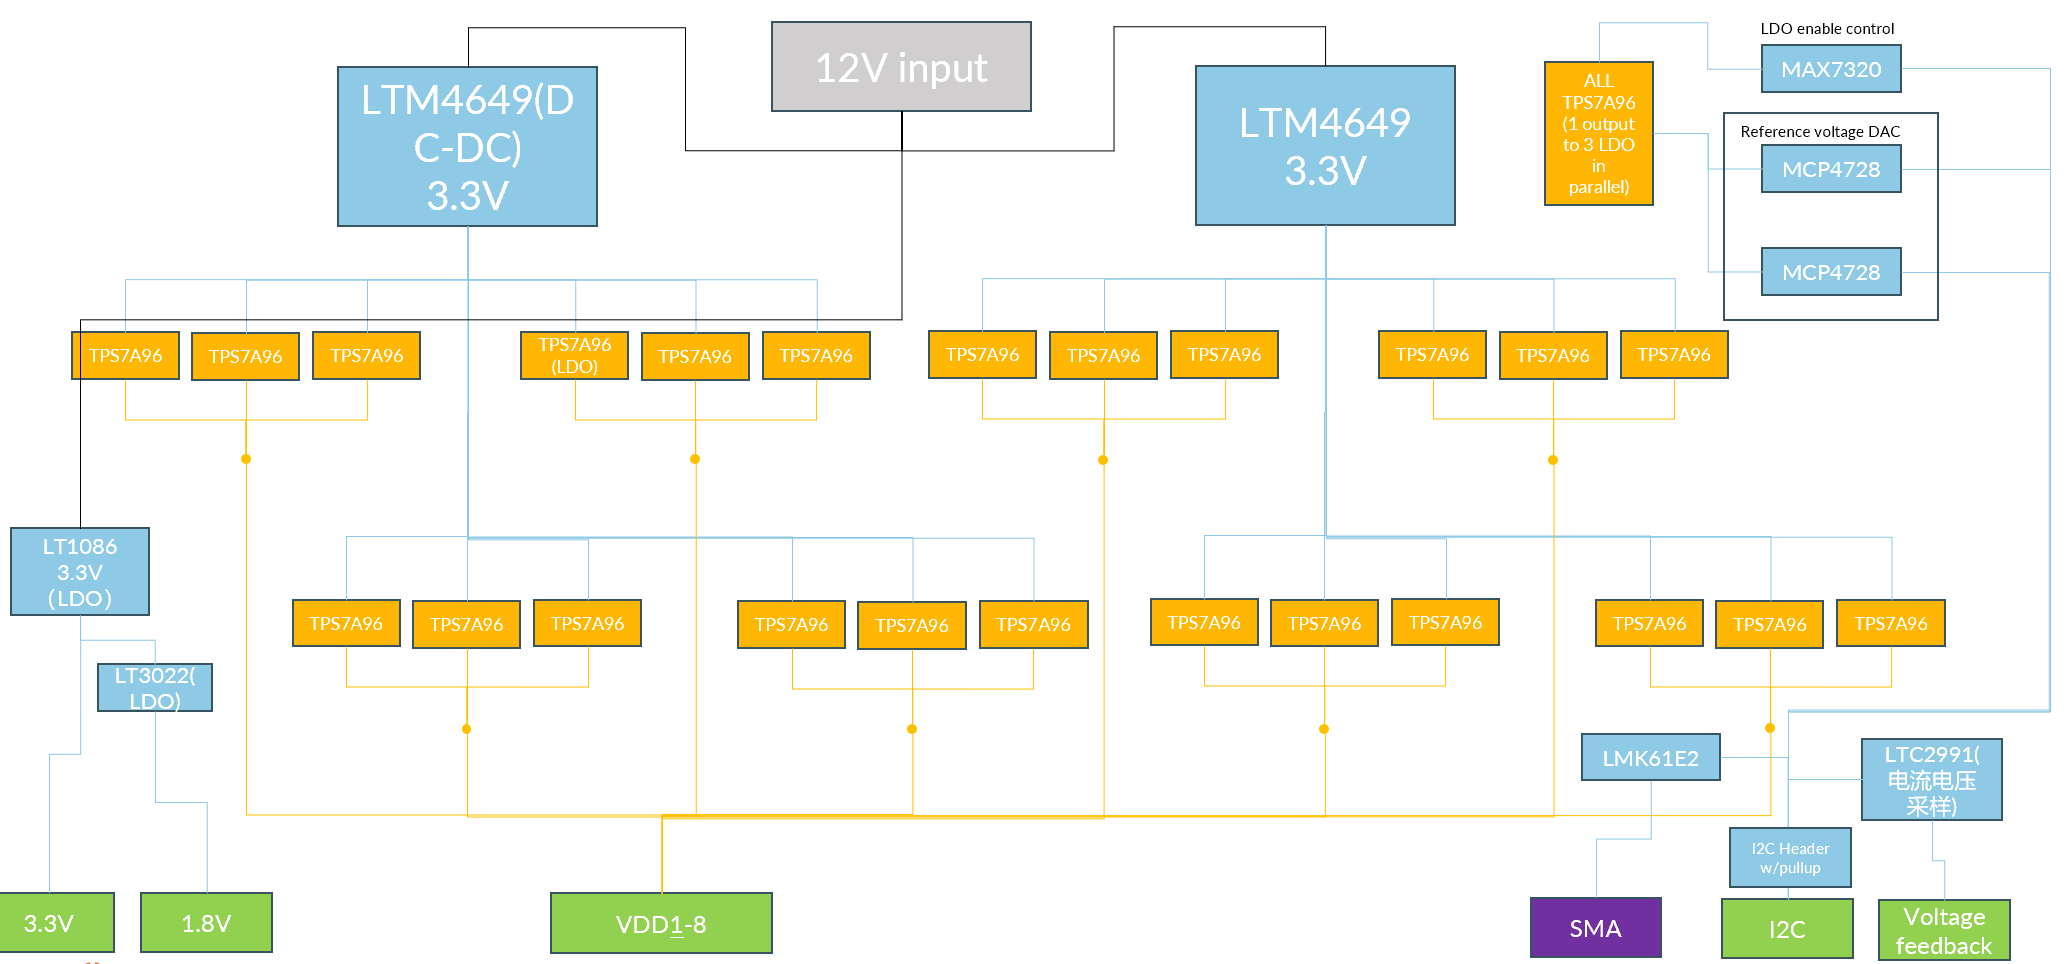 12V input
LTM4649(D
C-DC)
3.3V
LTM4649
3.3V
ALL
TPS7A96
(1 output
to 3 LDO
in
parallel)
LDO enable control
MAX7320
Reference voltage DAC
MCP4728
MCP4728
TPS7A96
TPS7A96
TPS7A96
TPS7A96
(LDO)
TPS7A96
TPS7A96
TPS7A96
TPS7A96
TPS7A96
TPS7A96
TPS7A96
TPS7A96
LT1086
3.3V
（LDO）
TPS7A96
TPS7A96
TPS7A96
TPS7A96
TPS7A96
TPS7A96
TPS7A96
TPS7A96
TPS7A96
TPS7A96
TPS7A96
TPS7A96
LT3022(
LDO)
LMK61E2
LTC2991(
电流电压
采样)
I2C Header
w/pullup
3.3V
1.8V
VDD1-8
SMA
I2C
Voltage
feedback